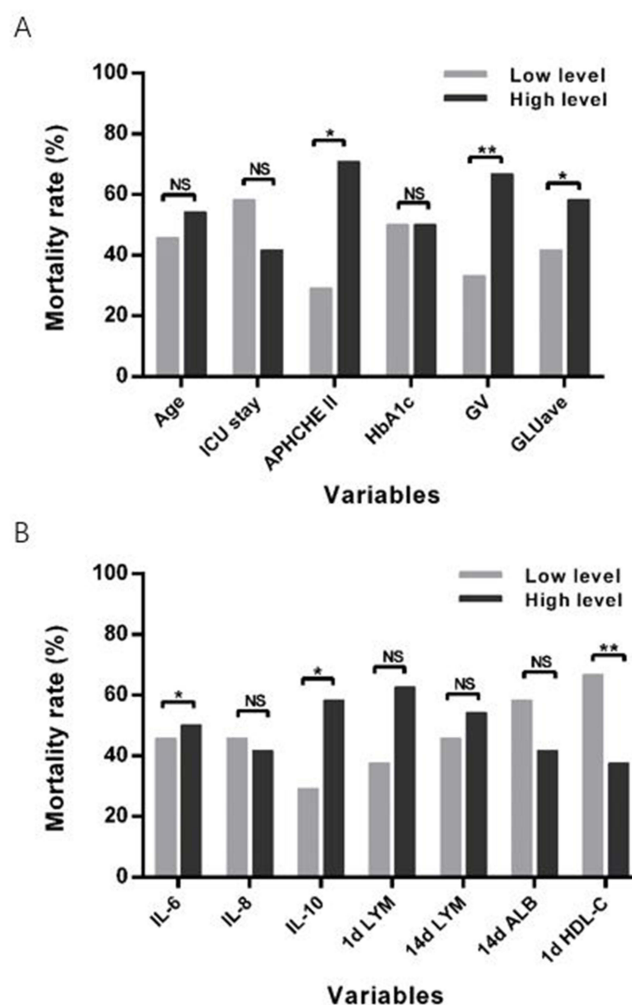 A
100
Low level
High level
80
*
**
NS
NS
NS
*
60
40
20
0
Mortality rate (%)
Age
ICU stay
APHCHE II
HbA1c
GV
GLUave
Variables
B
100
Low level
High level
80
*
NS
*
NS
NS
NS
**
60
40
20
0
Mortality rate (%)
IL-6
IL-8
IL-10
1d LYM
14d LYM
14d ALB
1d HDL-C
Variables